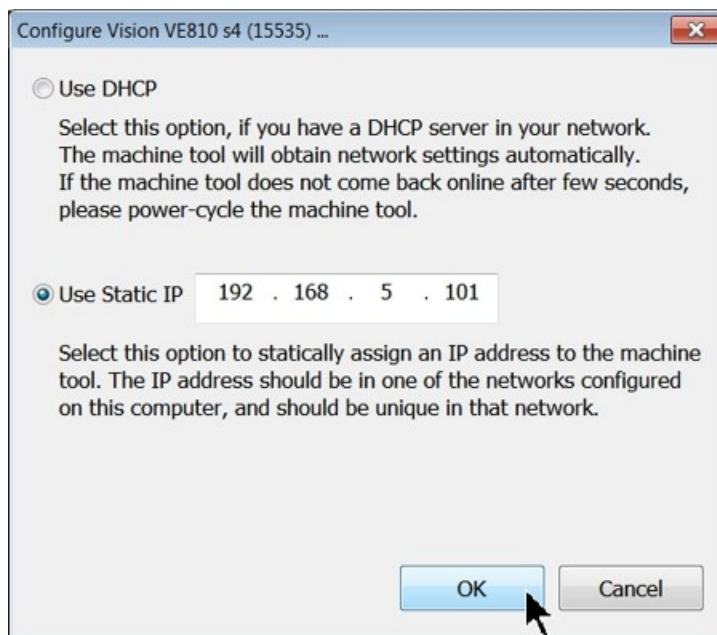 Configure Vision VE810 s4 (15535) ...
Use DHCP
Select this option, if you have a DHCP server in your network.
The machine tool will obtain network settings automatically.
If the machine tool does not come back online after few seconds,
please power-cycle the machine tool.
Use Static IP 192 . 168 . 5 . 101
Select this option to statically assign an IP address to the machine
tool. The IP address should be in one of the networks configured
on this computer, and should be unique in that network.
OK Cancel